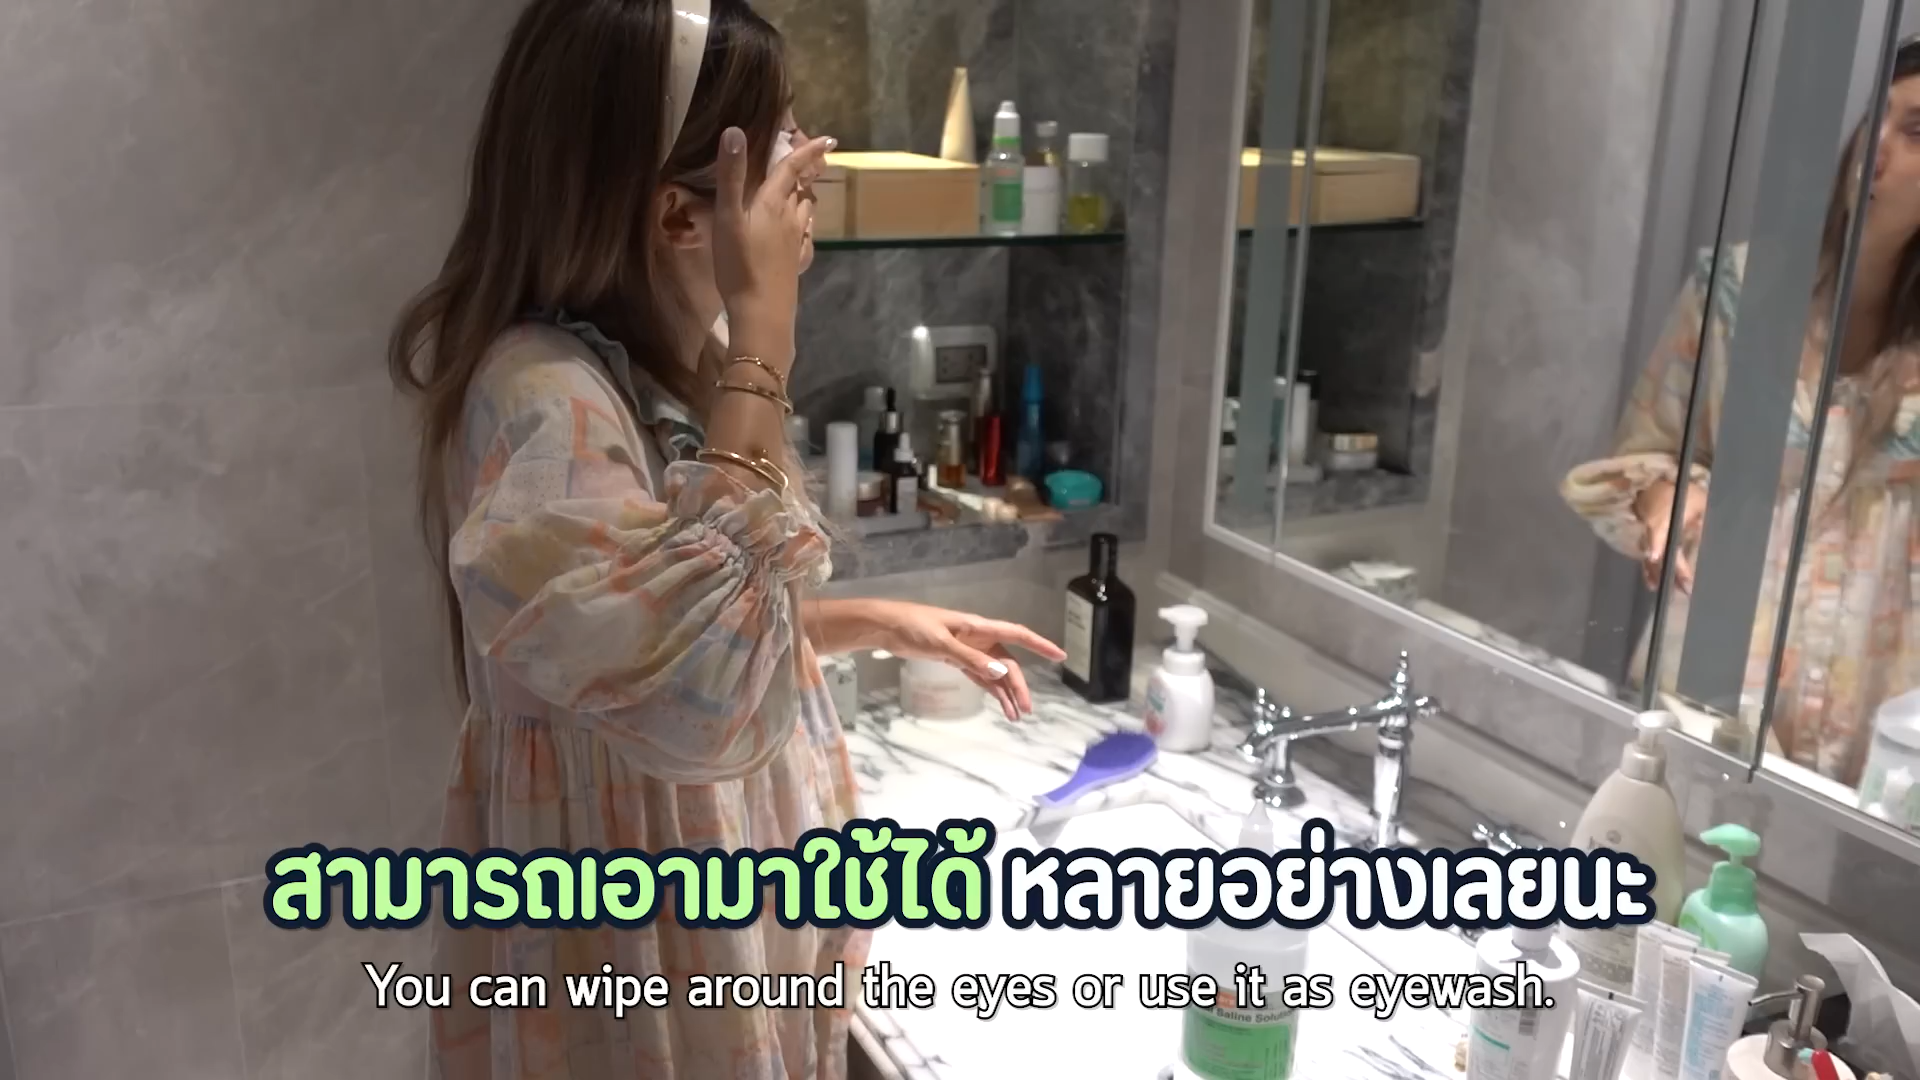 สามารถเอามาใช้ได้ หลายอย่างเลยนะ
You can wipe around the eyes or use it as eyewash.
Saline Solution